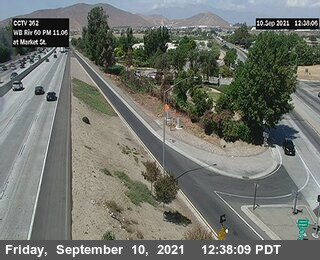 CCTV 362
10 Sep 2021 12:38:06
WB Riv 60 PM 11.06
at Market St.
Friday, September 10, 2021 12:38:09 PDT